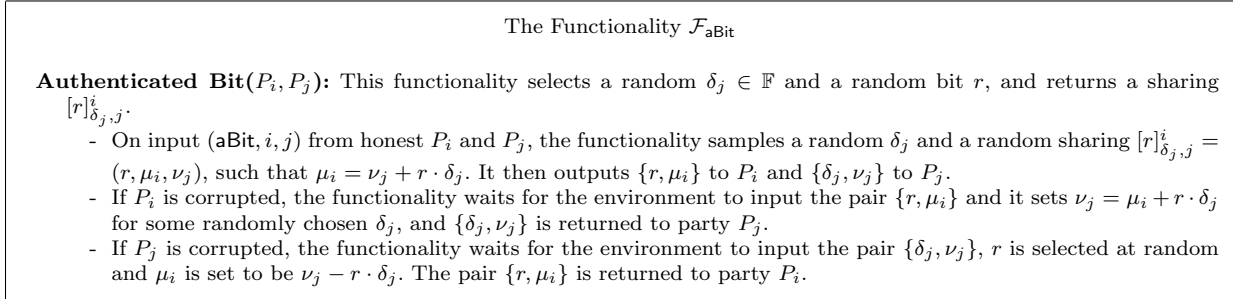 The Functionality $\mathcal{F}_{\mathsf{aBit}}$
Authenticated Bit($P_i, P_j$): This functionality selects a random $\delta_j \in \mathbb{F}$ and a random bit $r$, and returns a sharing
$[r]^i_{\delta_j,j}$.
- On input ($\mathsf{aBit}, i, j$) from honest $P_i$ and $P_j$, the functionality samples a random $\delta_j$ and a random sharing $[r]^i_{\delta_j,j} =$
$(r, \mu_i, \nu_j)$, such that $\mu_i = \nu_j + r \cdot \delta_j$. It then outputs $\{r, \mu_i\}$ to $P_i$ and $\{\delta_j, \nu_j\}$ to $P_j$.
- If $P_i$ is corrupted, the functionality waits for the environment to input the pair $\{r, \mu_i\}$ and it sets $\nu_j = \mu_i + r \cdot \delta_j$
for some randomly chosen $\delta_j$, and $\{\delta_j, \nu_j\}$ is returned to party $P_j$.
- If $P_j$ is corrupted, the functionality waits for the environment to input the pair $\{\delta_j, \nu_j\}$, $r$ is selected at random
and $\mu_i$ is set to be $\nu_j - r \cdot \delta_j$. The pair $\{r, \mu_i\}$ is returned to party $P_i$.